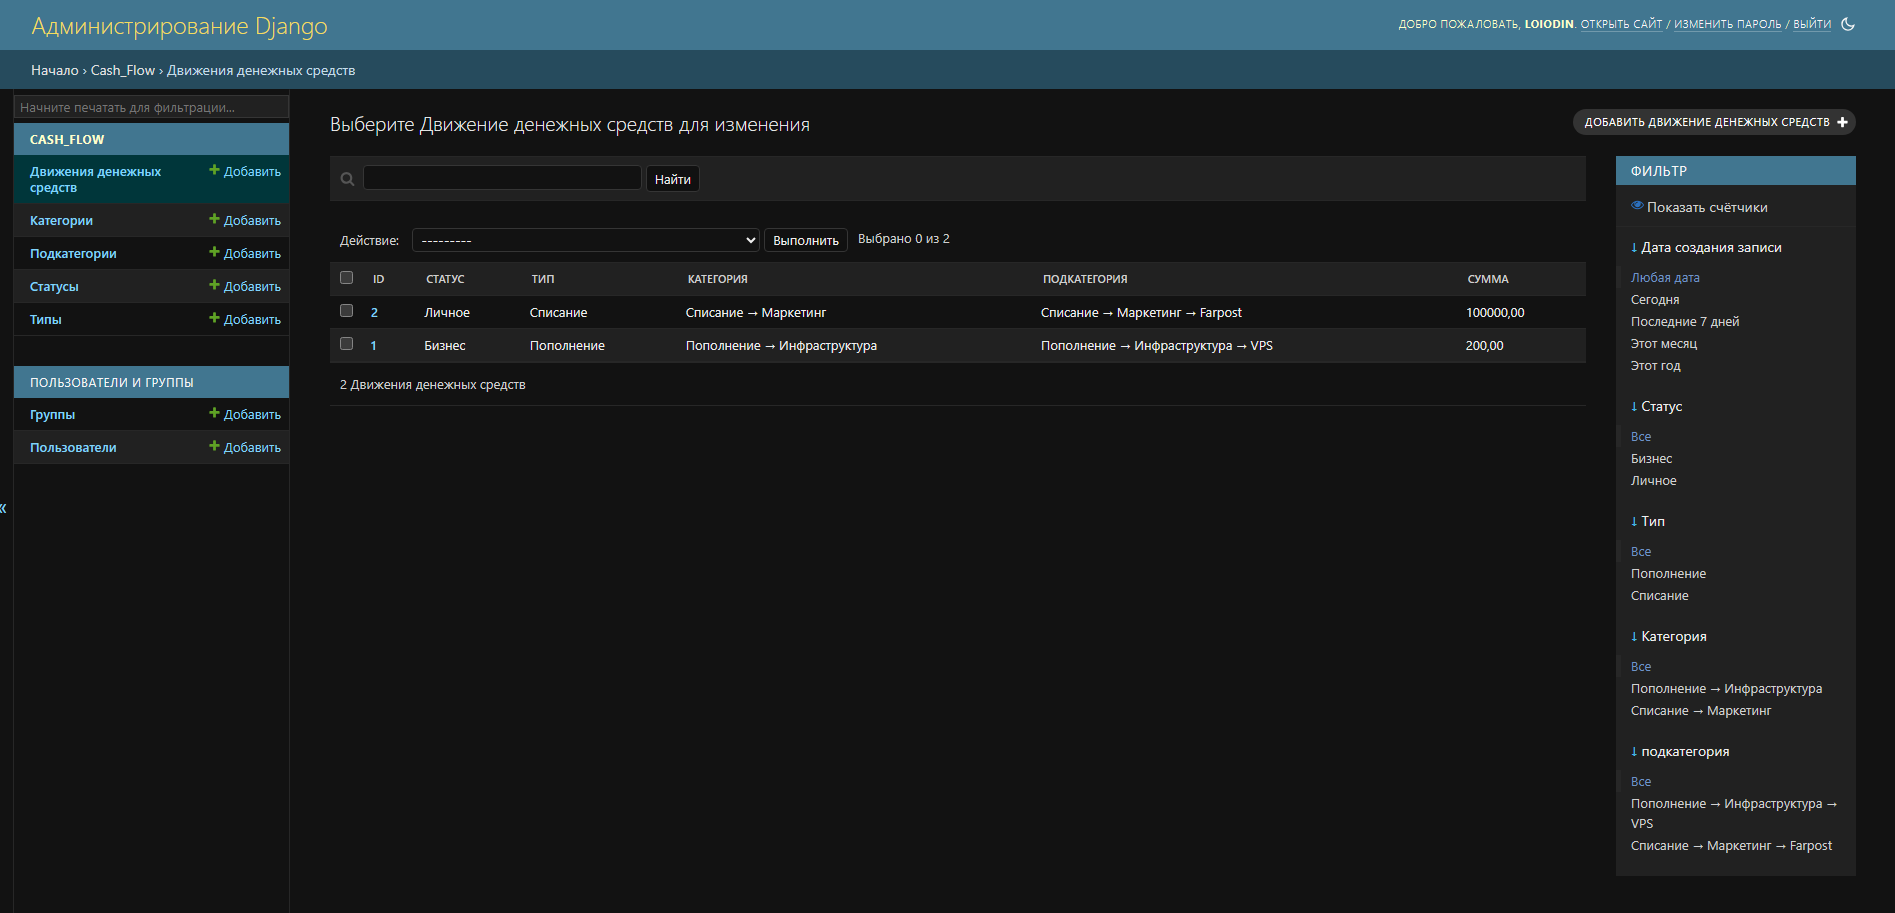 Администрирование Django
ДОБРО ПОЖАЛОВАТЬ, LOIODIN. ОТКРЫТЬ САЙТ / ИЗМЕНИТЬ ПАРОЛЬ / ВЫЙТИ
Начало › Cash_Flow › Движения денежных средств
Начните печатать для фильтрации...
CASH_FLOW
Движения денежных средств + Добавить
Категории + Добавить
Подкатегории + Добавить
Статусы + Добавить
Типы + Добавить
ПОЛЬЗОВАТЕЛИ И ГРУППЫ
Группы + Добавить
Пользователи + Добавить
«
Выберите Движение денежных средств для изменения
ДОБАВИТЬ ДВИЖЕНИЕ ДЕНЕЖНЫХ СРЕДСТВ +
Найти
Действие: --------- Выполнить Выбрано 0 из 2
ID СТАТУС ТИП КАТЕГОРИЯ ПОДКАТЕГОРИЯ СУММА
2 Личное Списание Списание → Маркетинг Списание → Маркетинг → Farpost 100000,00
1 Бизнес Пополнение Пополнение → Инфраструктура Пополнение → Инфраструктура → VPS 200,00
2 Движения денежных средств
ФИЛЬТР
Показать счётчики
↓ Дата создания записи
Любая дата
Сегодня
Последние 7 дней
Этот месяц
Этот год
↓ Статус
Все
Бизнес
Личное
↓ Тип
Все
Пополнение
Списание
↓ Категория
Все
Пополнение → Инфраструктура
Списание → Маркетинг
↓ подкатегория
Все
Пополнение → Инфраструктура →
VPS
Списание → Маркетинг → Farpost